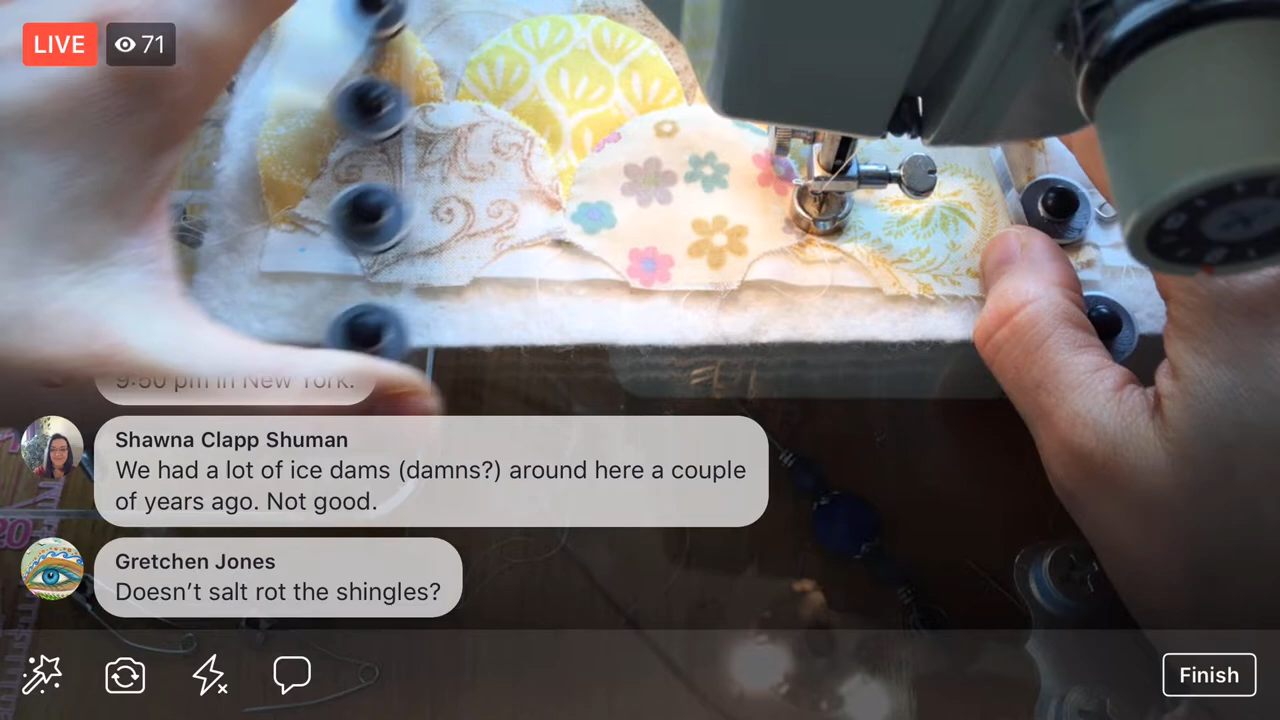 LIVE
71
9:50 pm in New York.
Shawna Clapp Shuman
We had a lot of ice dams (damns?) around here a couple
of years ago. Not good.
Gretchen Jones
Doesn’t salt rot the shingles?
20
Finish